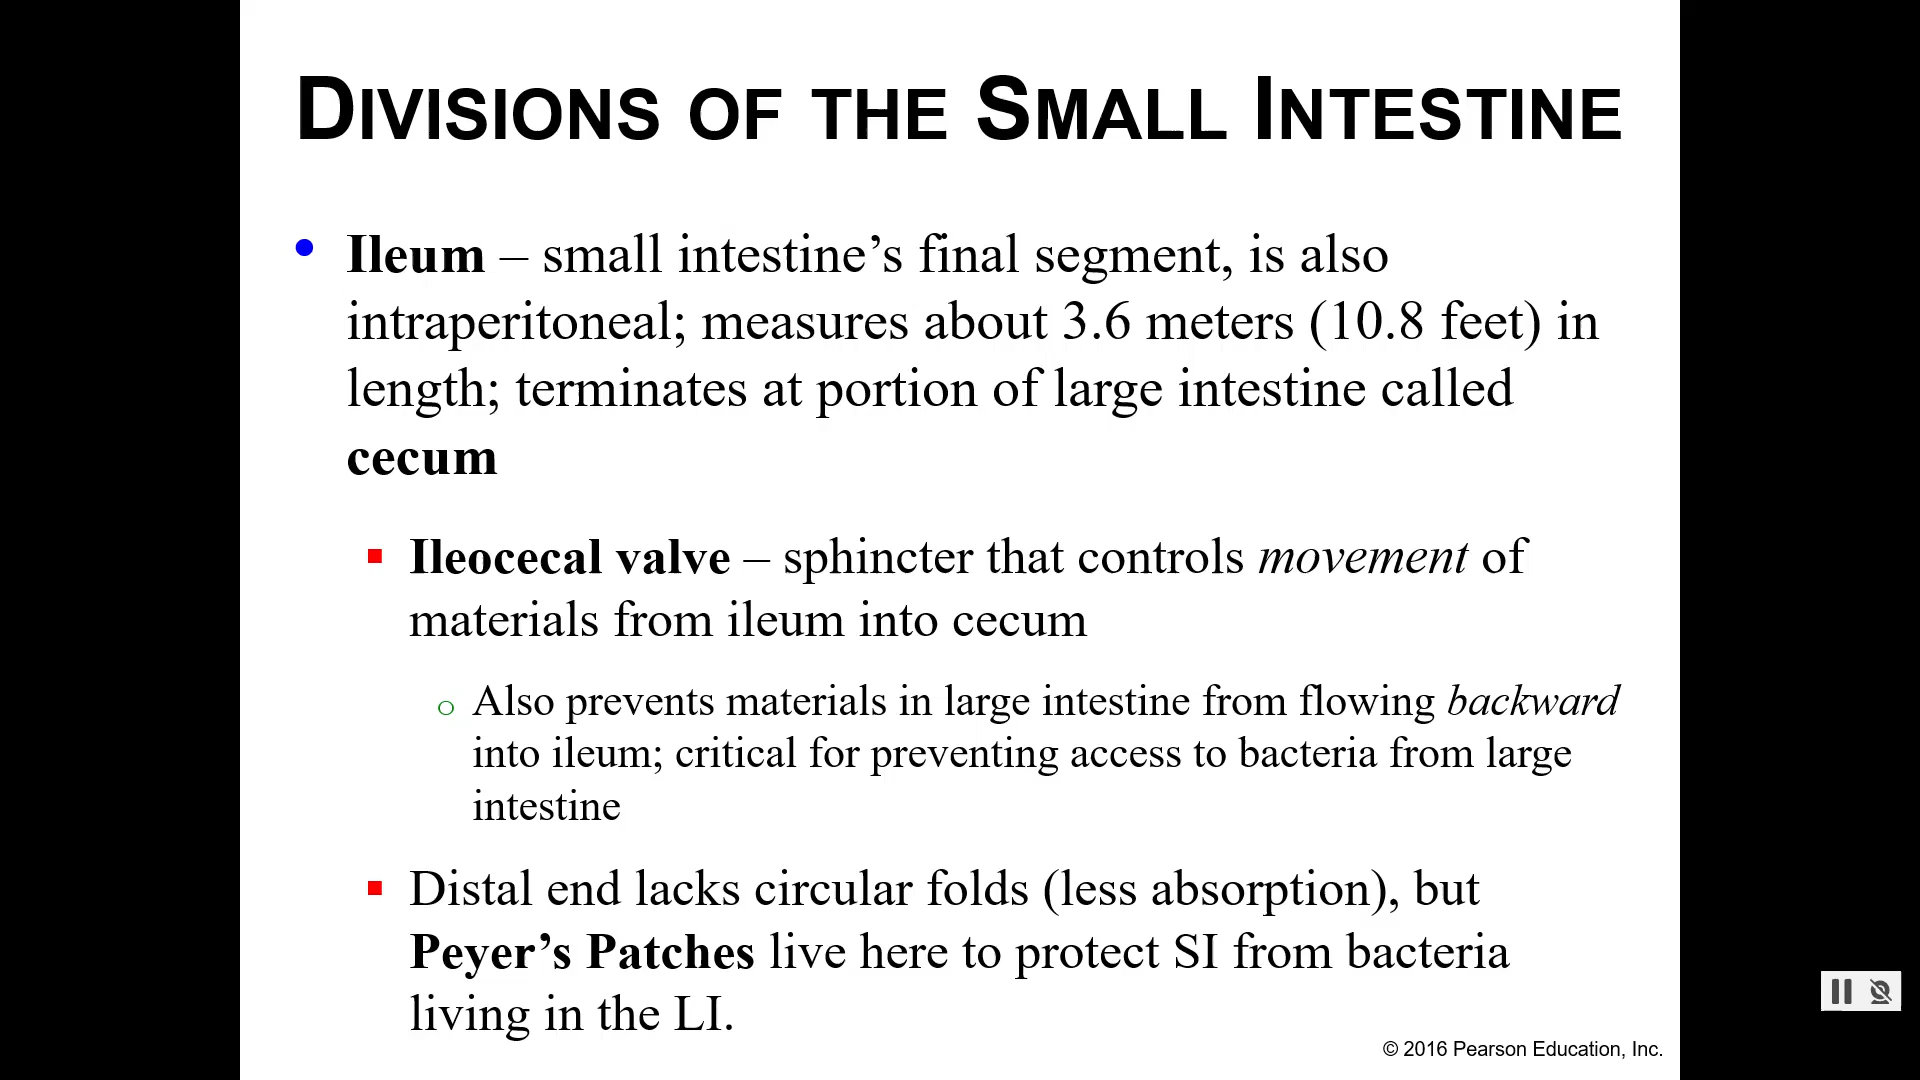 DIVISIONS OF THE SMALL INTESTINE
• Ileum – small intestine’s final segment, is also
intraperitoneal; measures about 3.6 meters (10.8 feet) in
length; terminates at portion of large intestine called
cecum
▪ Ileocecal valve – sphincter that controls movement of
materials from ileum into cecum
o Also prevents materials in large intestine from flowing backward
into ileum; critical for preventing access to bacteria from large
intestine
▪ Distal end lacks circular folds (less absorption), but
Peyer’s Patches live here to protect SI from bacteria
living in the LI.
© 2016 Pearson Education, Inc.